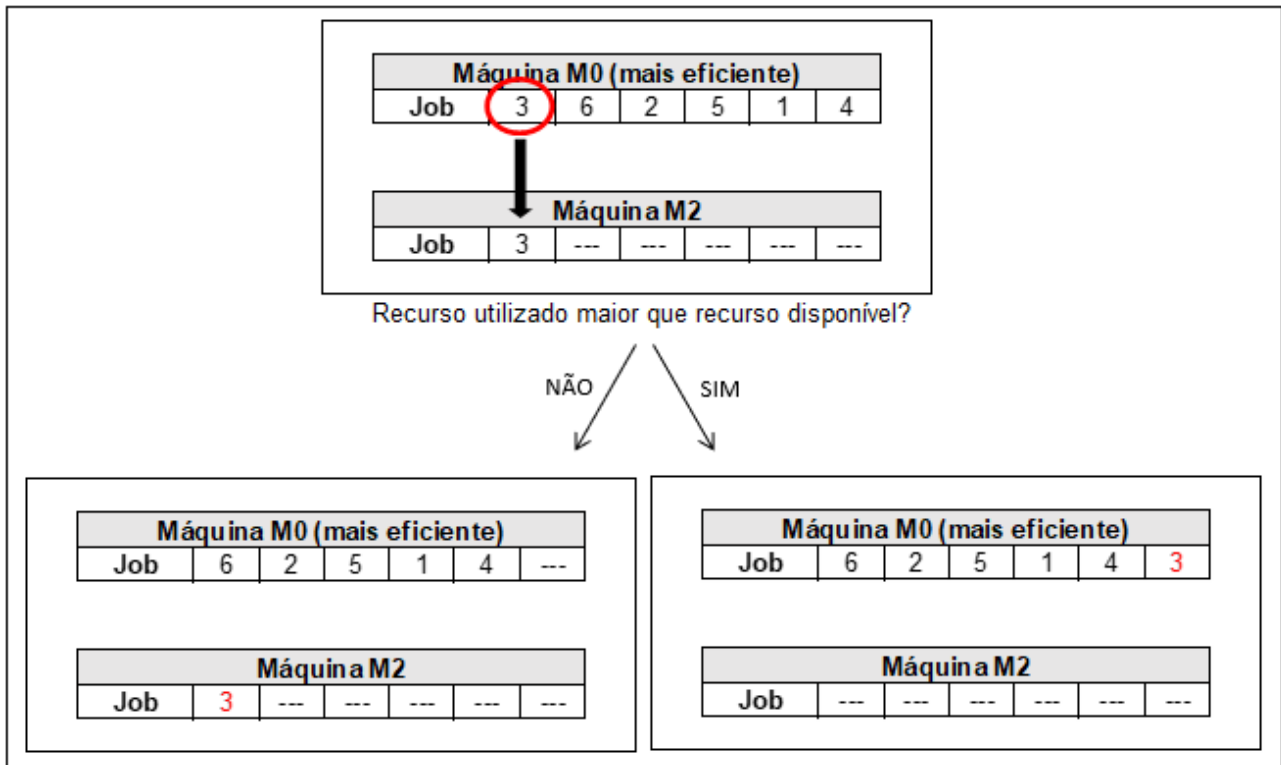 Máquina M0 (mais eficiente)
Job 3 6 2 5 1 4
Máquina M2
Job 3 --- --- --- --- ---
Recurso utilizado maior que recurso disponível?
NÃO SIM
Máquina M0 (mais eficiente)
Job 6 2 5 1 4 ---
Máquina M2
Job 3 --- --- --- --- ---
Máquina M0 (mais eficiente)
Job 6 2 5 1 4 3
Máquina M2
Job --- --- --- --- --- ---